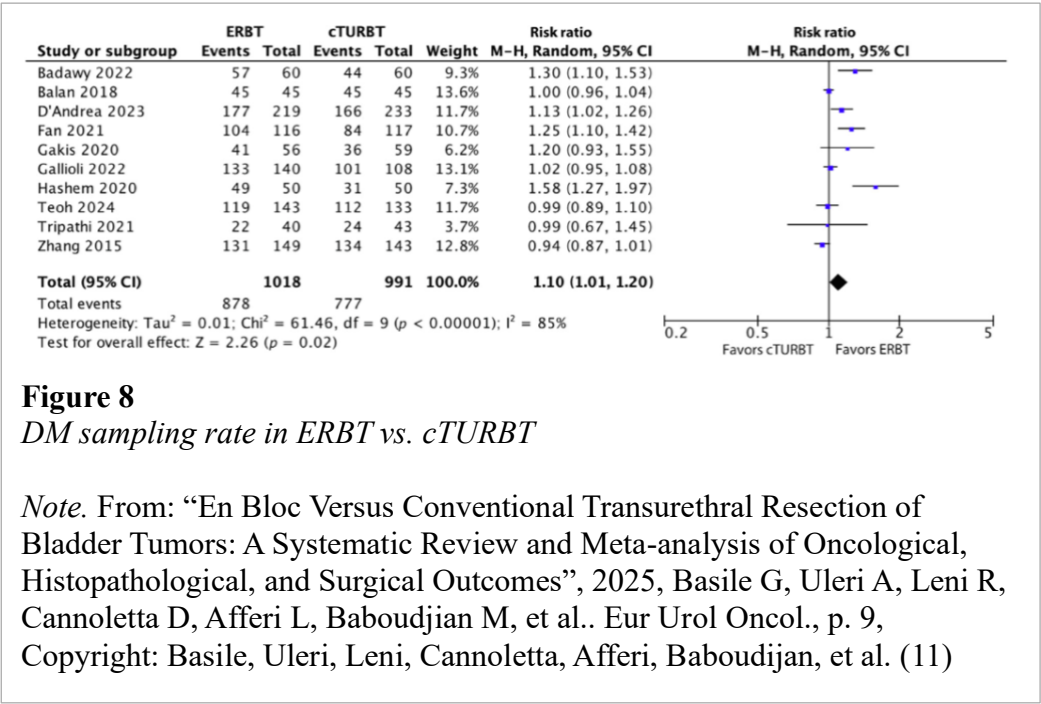 ERBT cTURBT Risk ratio Risk ratio
Study or subgroup Events Total Events Total Weight M-H, Random, 95% CI M-H, Random, 95% CI
Badawy 2022 57 60 44 60 9.3% 1.30 (1.10, 1.53)
Balan 2018 45 45 45 45 13.6% 1.00 (0.96, 1.04)
D'Andrea 2023 177 219 166 233 11.7% 1.13 (1.02, 1.26)
Fan 2021 104 116 84 117 10.7% 1.25 (1.10, 1.42)
Gakis 2020 41 56 36 59 6.2% 1.20 (0.93, 1.55)
Gallioli 2022 133 140 101 108 13.1% 1.02 (0.95, 1.08)
Hashem 2020 49 50 31 50 7.3% 1.58 (1.27, 1.97)
Teoh 2024 119 143 112 133 11.7% 0.99 (0.89, 1.10)
Tripathi 2021 22 40 24 43 3.7% 0.99 (0.67, 1.45)
Zhang 2015 131 149 134 143 12.8% 0.94 (0.87, 1.01)
Total (95% CI) 1018 991 100.0% 1.10 (1.01, 1.20)
Total events 878 777
Heterogeneity: Tau² = 0.01; Chi² = 61.46, df = 9 (p < 0.00001); I² = 85%
Test for overall effect: Z = 2.26 (p = 0.02)
0.2 0.5 1 2 5
Favors cTURBT Favors ERBT
Figure 8
DM sampling rate in ERBT vs. cTURBT
Note. From: “En Bloc Versus Conventional Transurethral Resection of
Bladder Tumors: A Systematic Review and Meta-analysis of Oncological,
Histopathological, and Surgical Outcomes”, 2025, Basile G, Uleri A, Leni R,
Cannoletta D, Afferi L, Baboudjian M, et al.. Eur Urol Oncol., p. 9,
Copyright: Basile, Uleri, Leni, Cannoletta, Afferi, Baboudijan, et al. (11)